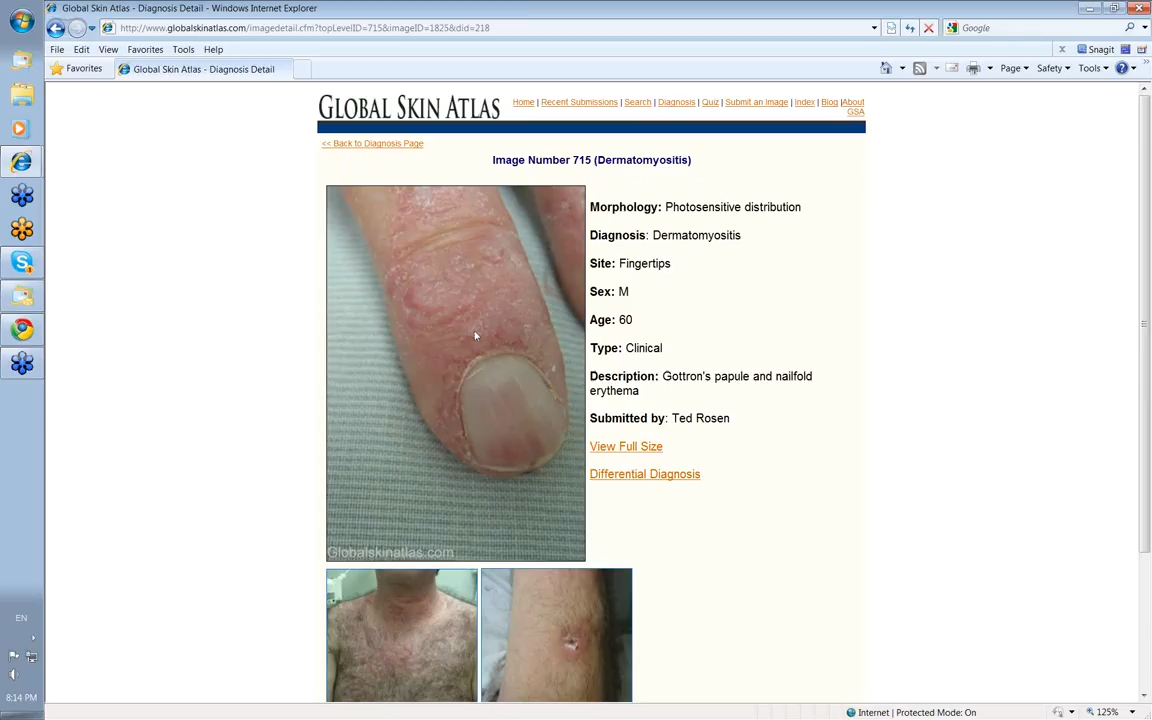 Global Skin Atlas - Diagnosis Detail - Windows Internet Explorer
http://www.globalskinatlas.com/imagedetail.cfm?topLevelID=715&imageID=1825&did=218
Google
File Edit View Favorites Tools Help
x Snagit
Favorites Global Skin Atlas - Diagnosis Detail
Page Safety Tools
GLOBAL SKIN ATLAS
Home | Recent Submissions | Search | Diagnosis | Quiz | Submit an Image | Index | Blog |About
GSA
<< Back to Diagnosis Page
Image Number 715 (Dermatomyositis)
Morphology: Photosensitive distribution
Diagnosis: Dermatomyositis
Site: Fingertips
Sex: M
Age: 60
Type: Clinical
Description: Gottron's papule and nailfold
erythema
Submitted by: Ted Rosen
View Full Size
Differential Diagnosis
Globalskinatlas.com
EN
8:14 PM
Internet | Protected Mode: On
125%